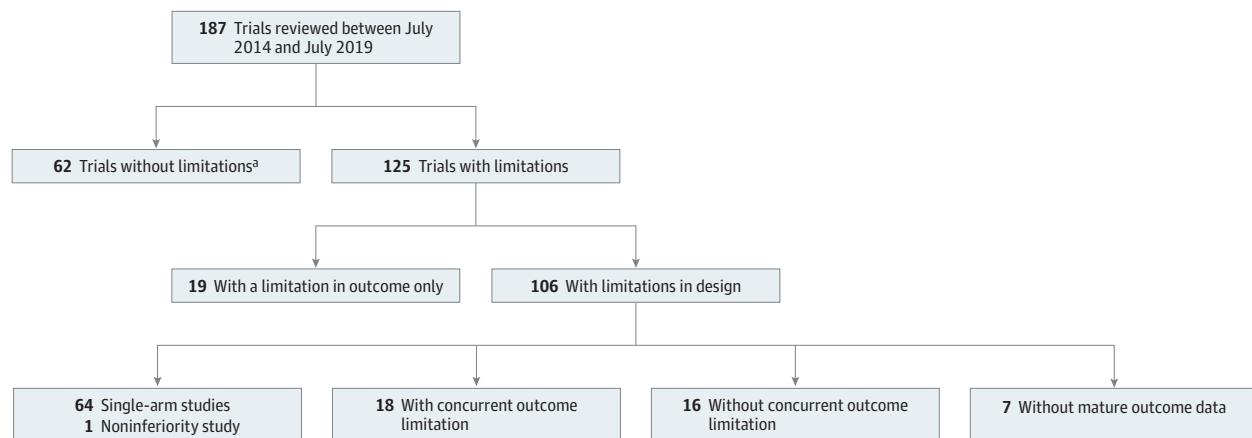 187 Trials reviewed between July
2014 and July 2019
62 Trials without limitationsᵃ
125 Trials with limitations
19 With a limitation in outcome only
106 With limitations in design
64 Single-arm studies
1 Noninferiority study
18 With concurrent outcome
limitation
16 Without concurrent outcome
limitation
7 Without mature outcome data